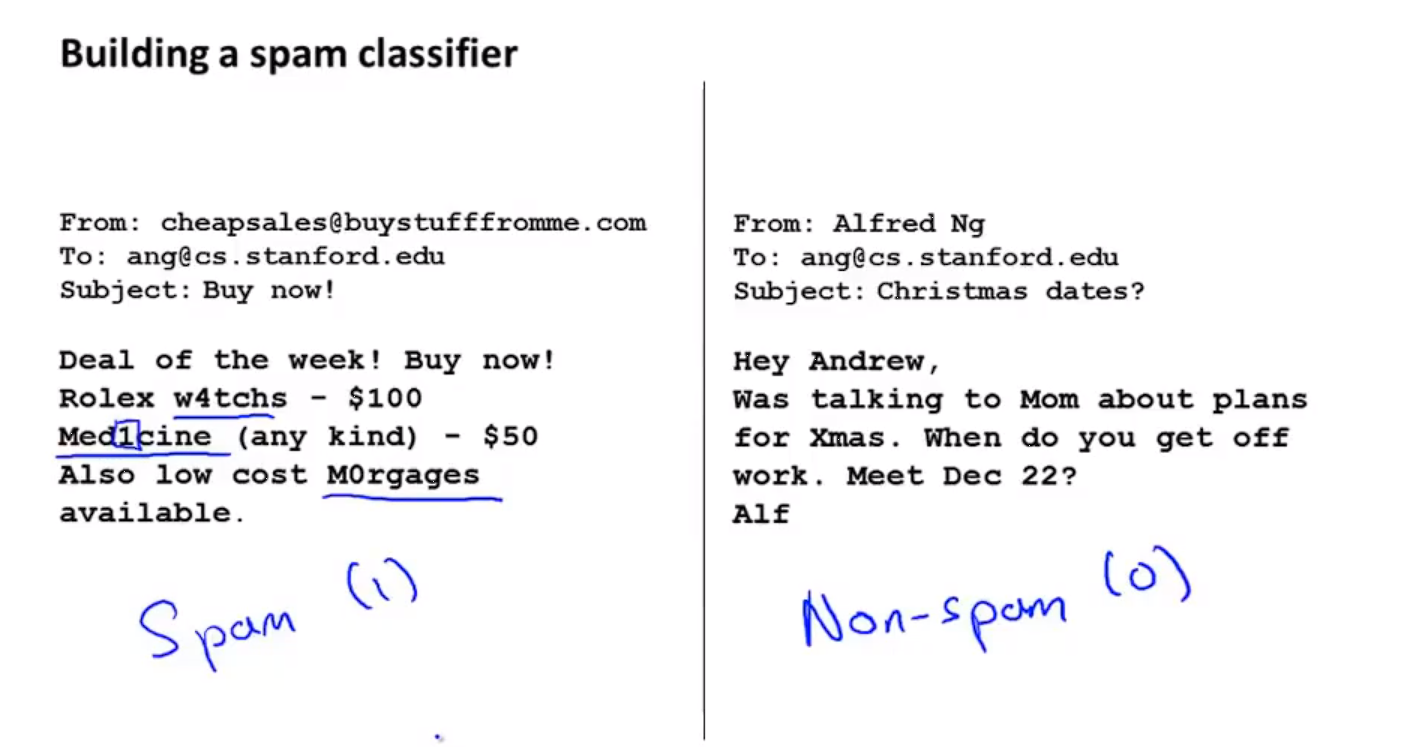 Building a spam classifier
From: cheapsales@buystufffromme.com
To: ang@cs.stanford.edu
Subject: Buy now!
Deal of the week! Buy now!
Rolex w4tchs - $100
Med1cine (any kind) - $50
Also low cost M0rgages
available.
Spam (1)
From: Alfred Ng
To: ang@cs.stanford.edu
Subject: Christmas dates?
Hey Andrew,
Was talking to Mom about plans
for Xmas. When do you get off
work. Meet Dec 22?
Alf
Non-spam (0)